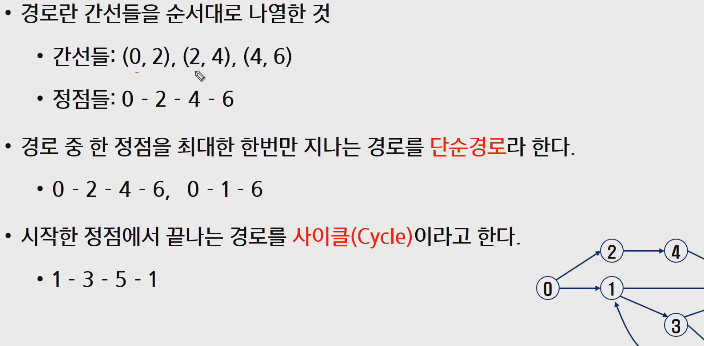 • 경로란 간선들을 순서대로 나열한 것
• 간선들: (0, 2), (2, 4), (4, 6)
• 정점들: 0 - 2 - 4 - 6
• 경로 중 한 정점을 최대한 한번만 지나는 경로를 단순경로라 한다.
• 0 - 2 - 4 - 6,   0 - 1 - 6
• 시작한 정점에서 끝나는 경로를 사이클(Cycle)이라고 한다.
• 1 - 3 - 5 - 1
2 4
0 1
3